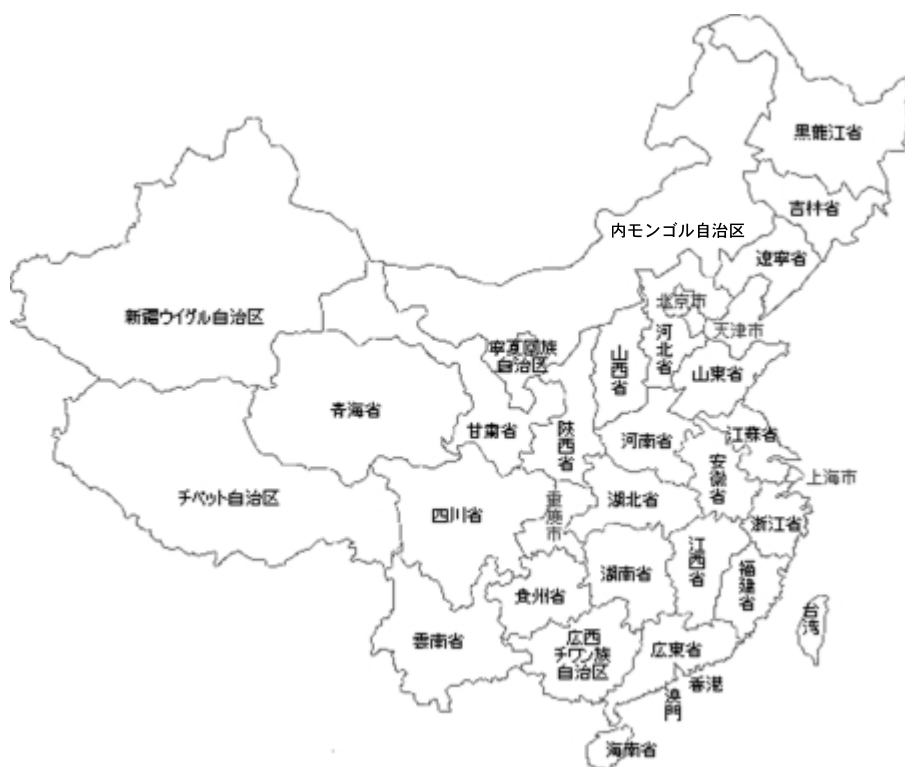 黒龍江省
吉林省
内モンゴル自治区
遼寧省
北京市
天津市
新疆ウイグル自治区
河北省
寧夏回族
自治区
山西省
山東省
青海省
甘粛省
陝西省
河南省
江蘇省
安徽省
上海市
チベット自治区
四川省
湖北省
浙江省
江西省
湖南省
福建省
台湾
雲南省
広西
チワン族
自治区
広東省
香港
澳門
海南省